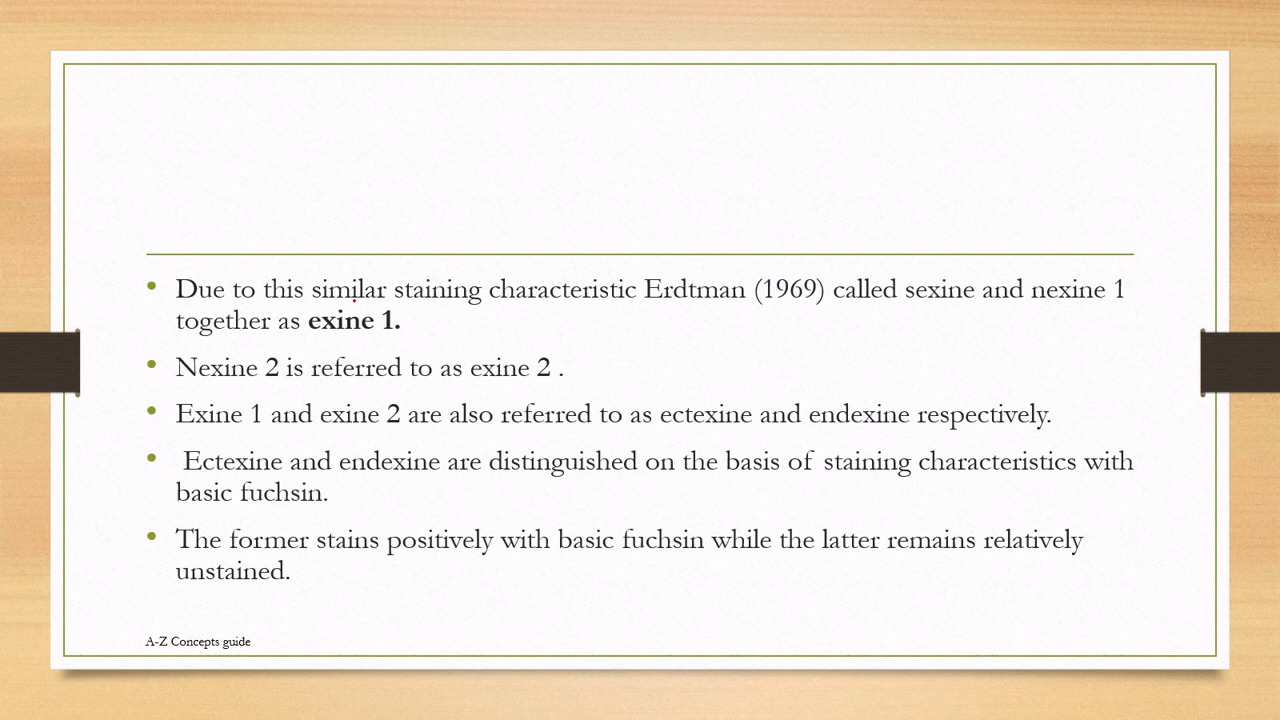 • Due to this similar staining characteristic Erdtman (1969) called sexine and nexine 1
together as exine 1.
• Nexine 2 is referred to as exine 2 .
• Exine 1 and exine 2 are also referred to as ectexine and endexine respectively.
• Ectexine and endexine are distinguished on the basis of staining characteristics with
basic fuchsin.
• The former stains positively with basic fuchsin while the latter remains relatively
unstained.
A-Z Concepts guide